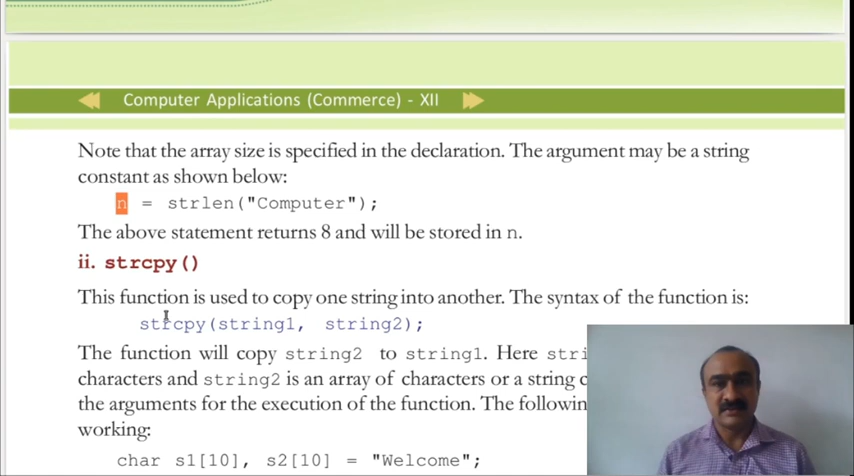 Computer Applications (Commerce) - XII
Note that the array size is specified in the declaration. The argument may be a string
constant as shown below:
n = strlen("Computer");
The above statement returns 8 and will be stored in n.
ii. strcpy()
This function is used to copy one string into another. The syntax of the function is:
strcpy(string1, string2);
The function will copy string2 to string1. Here
characters and string2 is an array of characters or a string
the arguments for the execution of the function. The
working:
char s1[10], s2[10] = "Welcome";